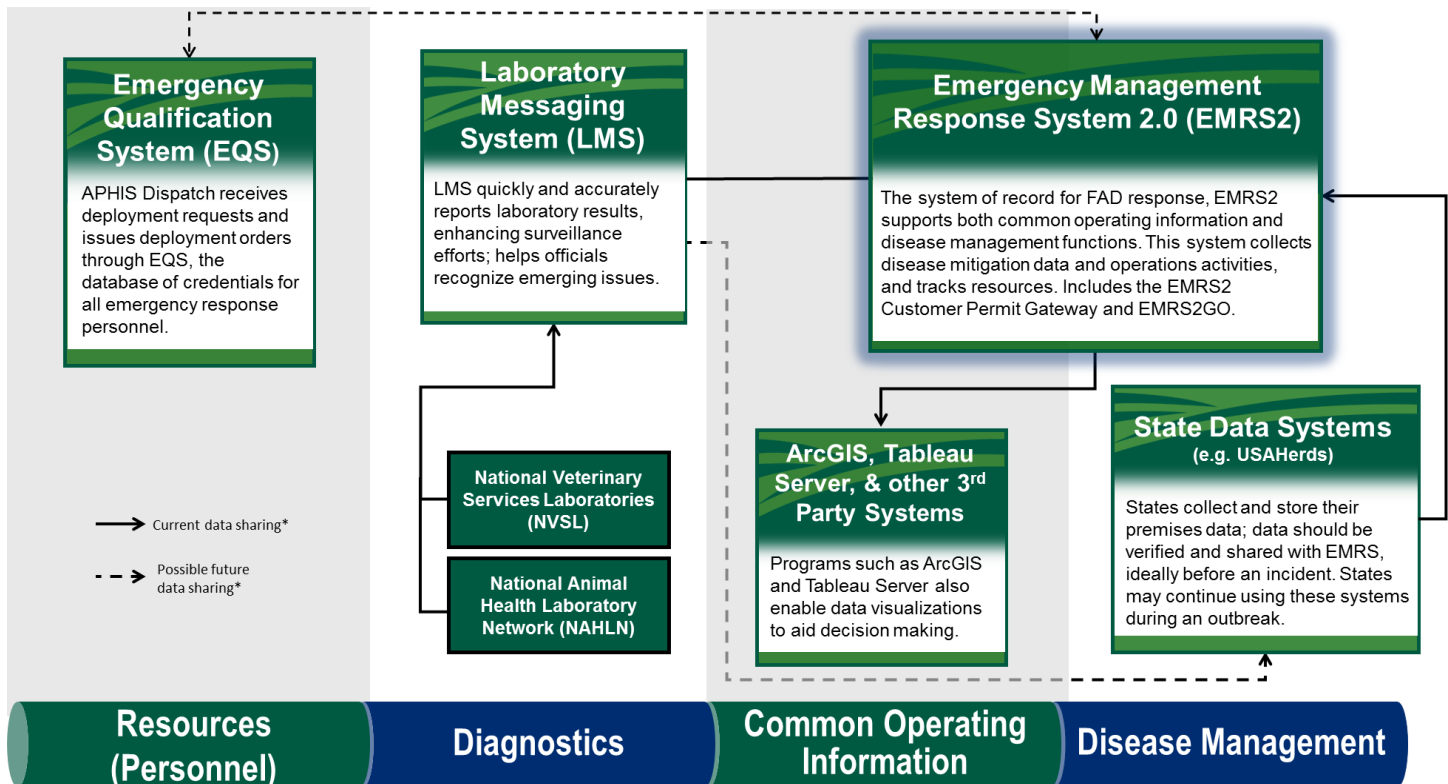 Emergency
Qualification
System (EQS)
APHIS Dispatch receives
deployment requests and
issues deployment orders
through EQS, the
database of credentials for
all emergency response
personnel.
Laboratory
Messaging
System (LMS)
LMS quickly and accurately
reports laboratory results,
enhancing surveillance
efforts; helps officials
recognize emerging issues.
Emergency Management
Response System 2.0 (EMRS2)
The system of record for FAD response, EMRS2
supports both common operating information and
disease management functions. This system collects
disease mitigation data and operations activities,
and tracks resources. Includes the EMRS2
Customer Permit Gateway and EMRS2GO.
National Veterinary
Services Laboratories
(NVSL)
National Animal
Health Laboratory
Network (NAHLN)
ArcGIS, Tableau
Server, & other 3rd
Party Systems
Programs such as ArcGIS
and Tableau Server also
enable data visualizations
to aid decision making.
State Data Systems
(e.g. USAHerds)
States collect and store their
premises data; data should be
verified and shared with EMRS,
ideally before an incident. States
may continue using these systems
during an outbreak.
Current data sharing*
Possible future
data sharing*
Resources
(Personnel)
Diagnostics
Common Operating
Information
Disease Management